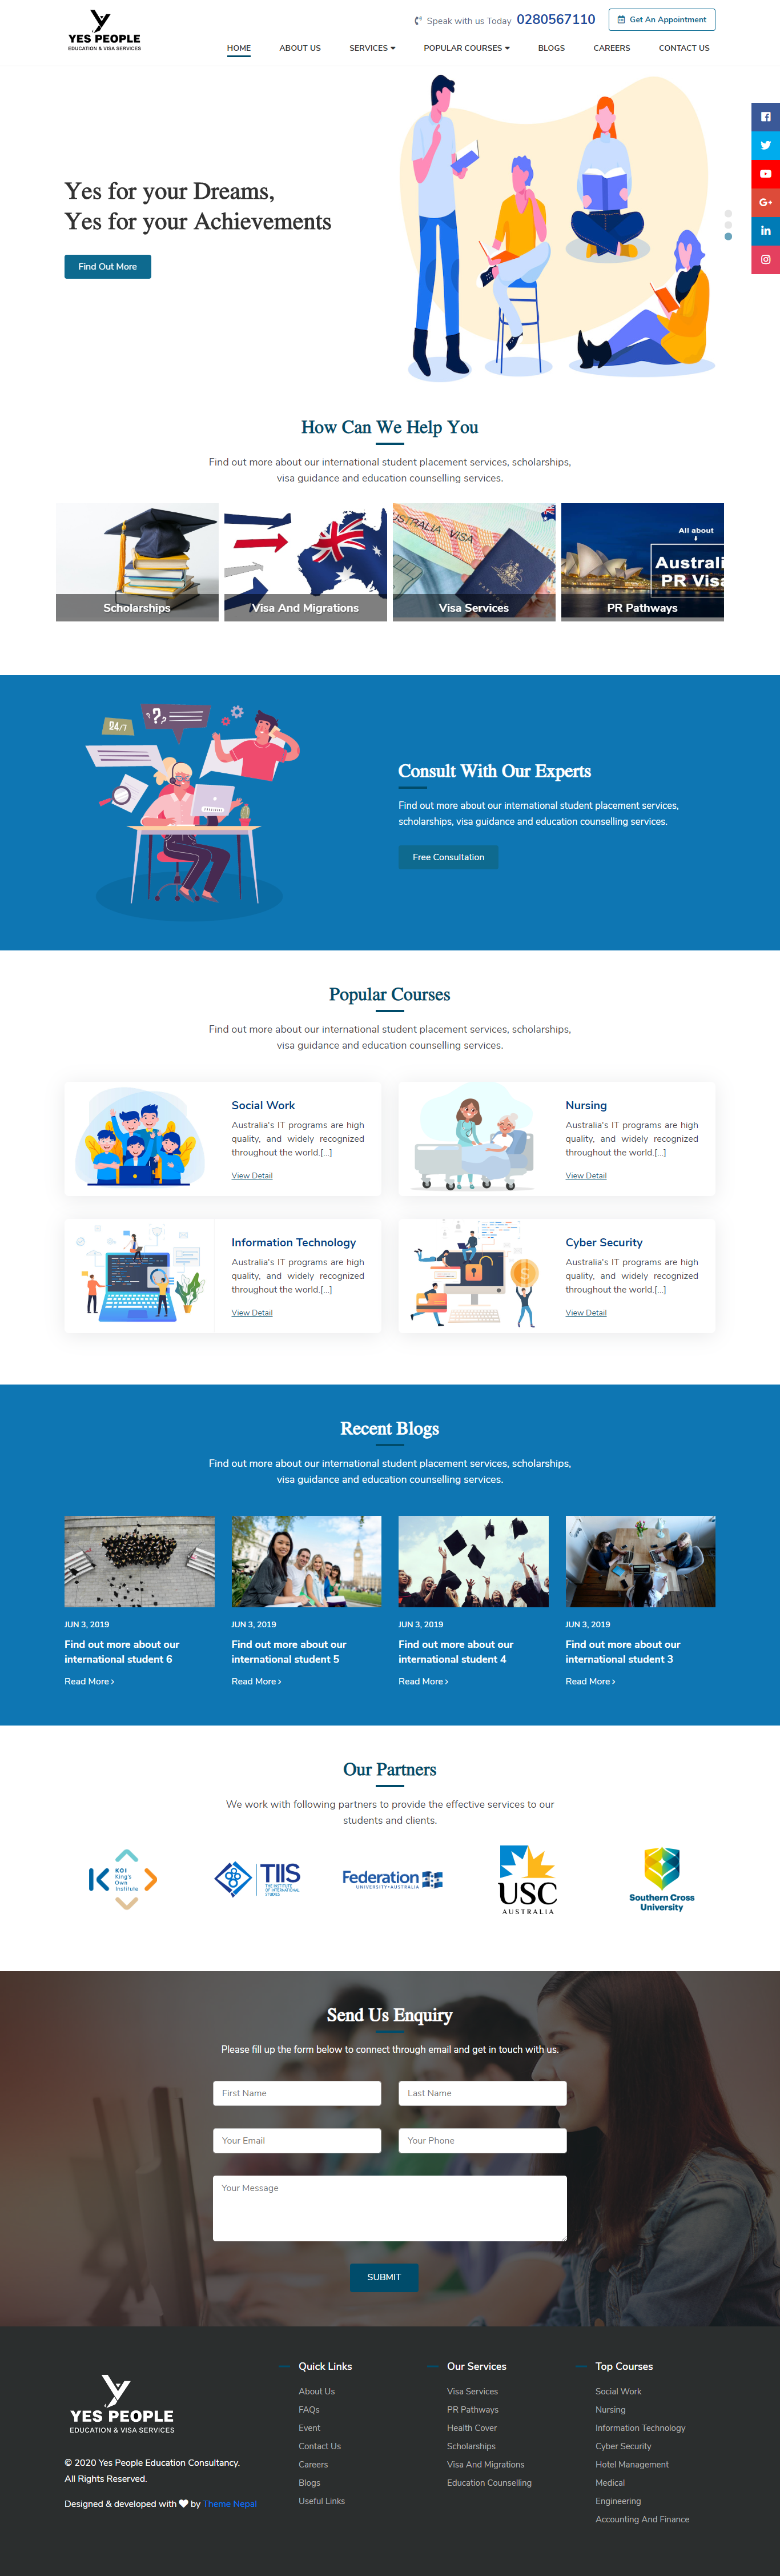 YES PEOPLE
EDUCATION & VISA SERVICES
Speak with us Today 0280567110
Get An Appointment
HOME ABOUT US SERVICES POPULAR COURSES BLOGS CAREERS CONTACT US
Yes for your Dreams,
Yes for your Achievements
Find Out More
How Can We Help You
Find out more about our international student placement services, scholarships,
visa guidance and education counselling services.
AUSTRALIA VISA
All about
Australi
PR Visa
Scholarships
Visa And Migrations
Visa Services
PR Pathways
24/7
?
Consult With Our Experts
Find out more about our international student placement services,
scholarships, visa guidance and education counselling services.
Free Consultation
Popular Courses
Find out more about our international student placement services, scholarships,
visa guidance and education counselling services.
Social Work
Australia's IT programs are high
quality, and widely recognized
throughout the world.[...]
View Detail
Nursing
Australia's IT programs are high
quality, and widely recognized
throughout the world.[...]
View Detail
Information Technology
Australia's IT programs are high
quality, and widely recognized
throughout the world.[...]
View Detail
Cyber Security
Australia's IT programs are high
quality, and widely recognized
throughout the world.[...]
View Detail
Recent Blogs
Find out more about our international student placement services, scholarships,
visa guidance and education counselling services.
JUN 3, 2019
Find out more about our
international student 6
Read More
JUN 3, 2019
Find out more about our
international student 5
Read More
JUN 3, 2019
Find out more about our
international student 4
Read More
JUN 3, 2019
Find out more about our
international student 3
Read More
Our Partners
We work with following partners to provide the effective services to our
students and clients.
KOI
King's
Own
Institute
TIIS
THE INSTITUTE
OF INTERNATIONAL
STUDIES
Federation
UNIVERSITY•AUSTRALIA
USC
AUSTRALIA
Southern Cross
University
Send Us Enquiry
Please fill up the form below to connect through email and get in touch with us.
First Name
Last Name
Your Email
Your Phone
Your Message
SUBMIT
YES PEOPLE
EDUCATION & VISA SERVICES
© 2020 Yes People Education Consultancy.
All Rights Reserved.
Designed & developed with by Theme Nepal
Quick Links
About Us
FAQs
Event
Contact Us
Careers
Blogs
Useful Links
Our Services
Visa Services
PR Pathways
Health Cover
Scholarships
Visa And Migrations
Education Counselling
Top Courses
Social Work
Nursing
Information Technology
Cyber Security
Hotel Management
Medical
Engineering
Accounting And Finance